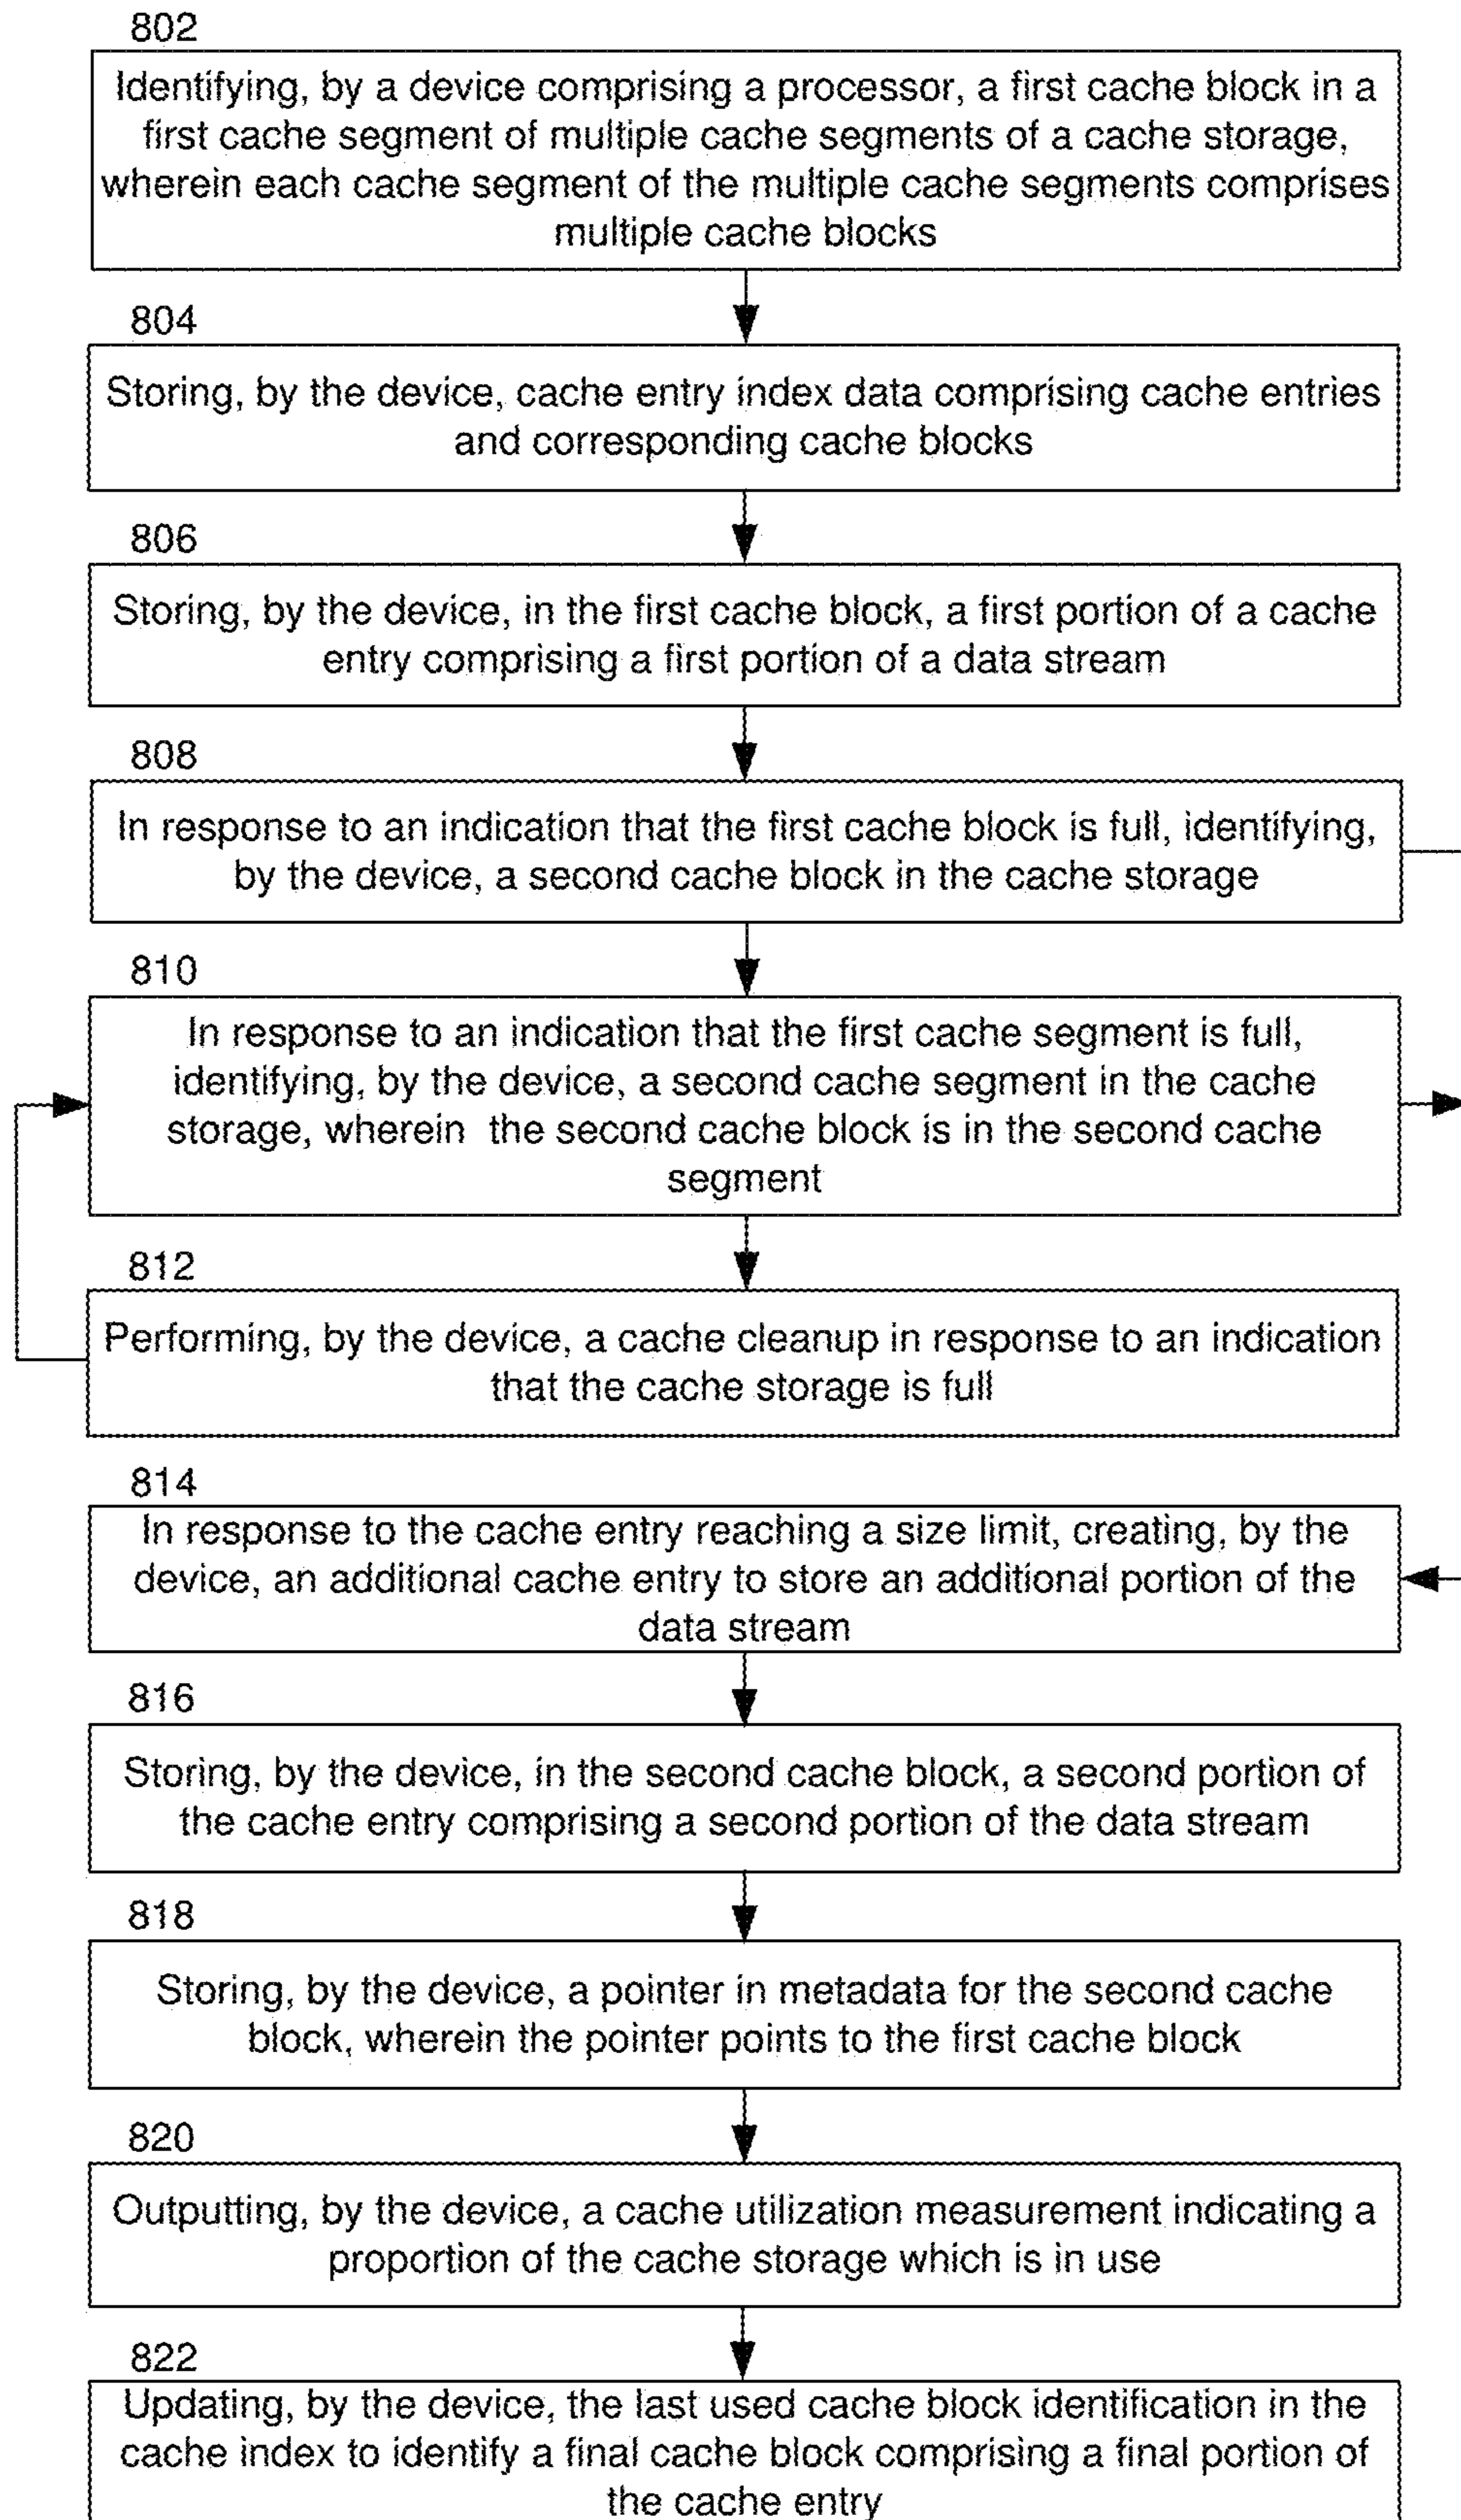 802
Identifying, by a device comprising a processor, a first cache block in a
first cache segment of multiple cache segments of a cache storage,
wherein each cache segment of the multiple cache segments comprises
multiple cache blocks
804
Storing, by the device, cache entry index data comprising cache entries
and corresponding cache blocks
806
Storing, by the device, in the first cache block, a first portion of a cache
entry comprising a first portion of a data stream
808
In response to an indication that the first cache block is full, identifying,
by the device, a second cache block in the cache storage
810
In response to an indication that the first cache segment is full,
identifying, by the device, a second cache segment in the cache
storage, wherein the second cache block is in the second cache
segment
812
Performing, by the device, a cache cleanup in response to an indication
that the cache storage is full
814
In response to the cache entry reaching a size limit, creating, by the
device, an additional cache entry to store an additional portion of the
data stream
816
Storing, by the device, in the second cache block, a second portion of
the cache entry comprising a second portion of the data stream
818
Storing, by the device, a pointer in metadata for the second cache
block, wherein the pointer points to the first cache block
820
Outputting, by the device, a cache utilization measurement indicating a
proportion of the cache storage which is in use
822
Updating, by the device, the last used cache block identification in the
cache index to identify a final cache block comprising a final portion of
the cache entry